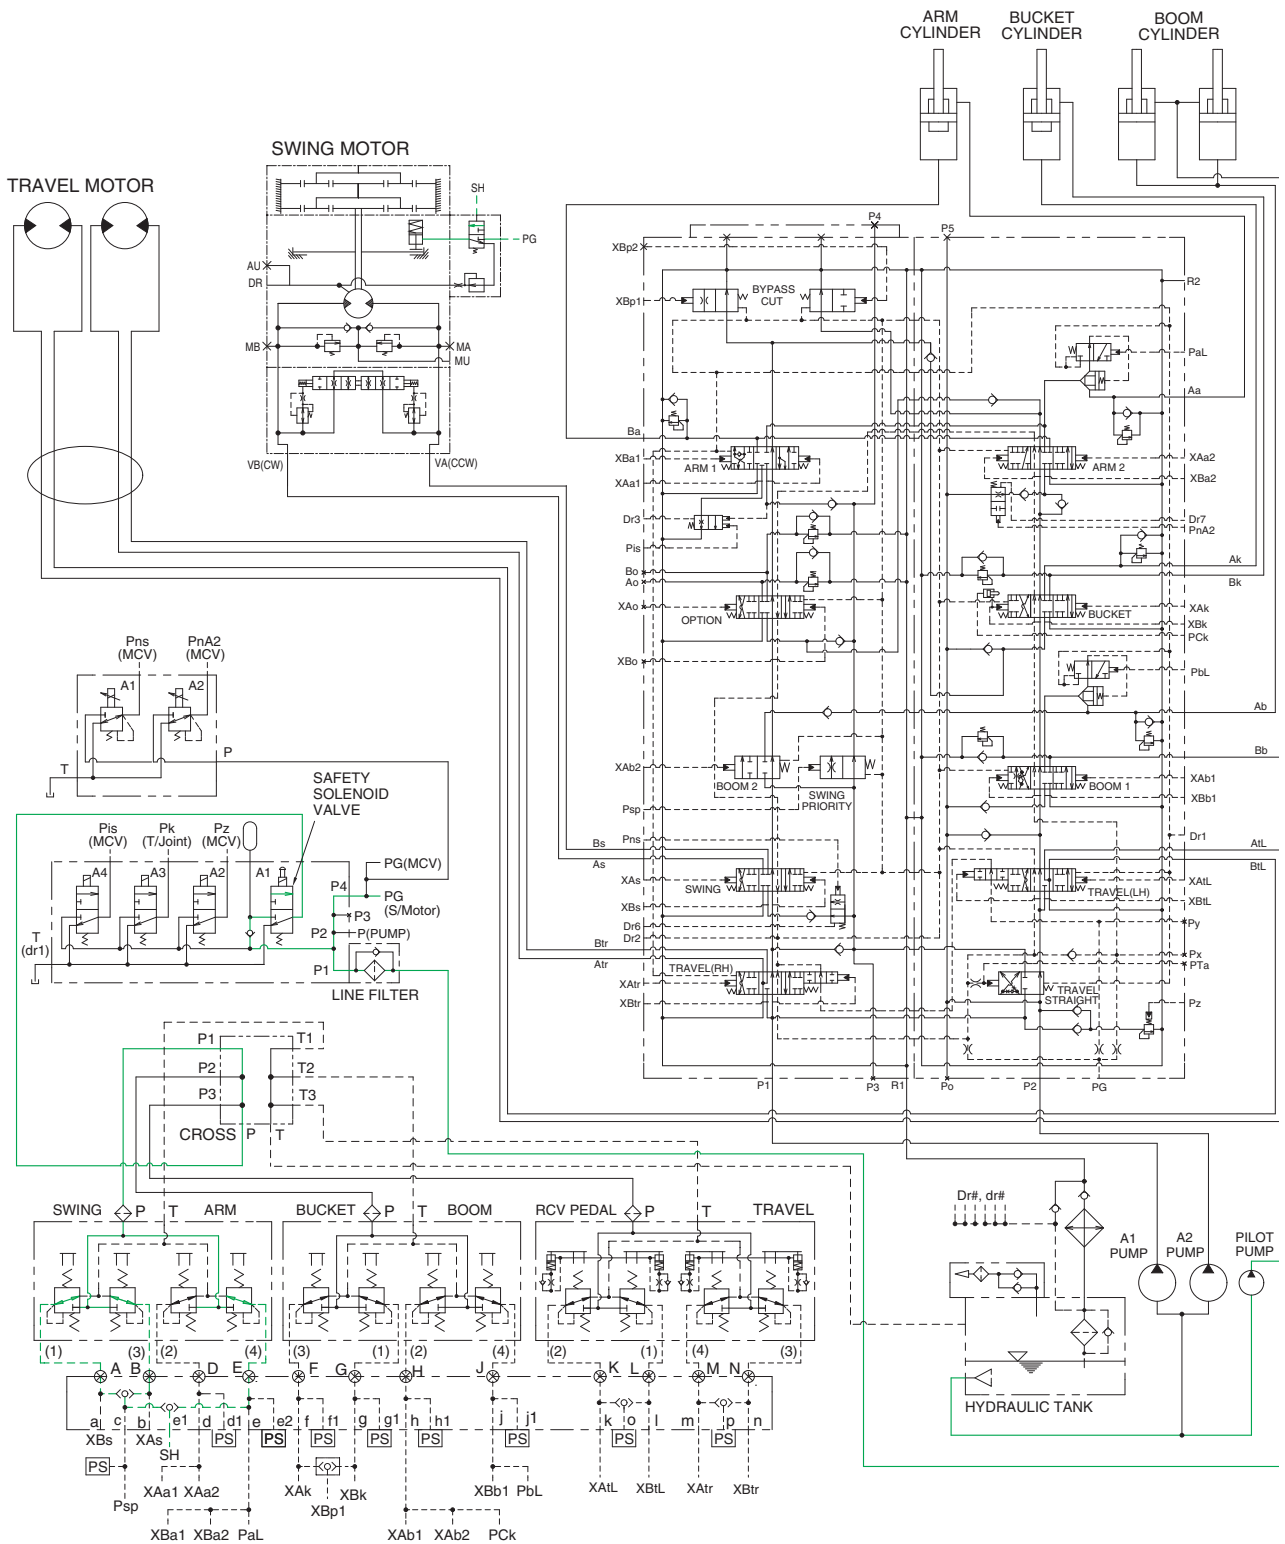 ARM
CYLINDER
BUCKET
CYLINDER
BOOM
CYLINDER
SWING MOTOR
TRAVEL MOTOR
SH
PG
AU
DR
MB
MA
MU
VB(CW)
VA(CCW)
P4
P5
XBp2
R2
BYPASS
CUT
XBp1
PaL
Aa
Ba
XBa1
ARM 1
XAa1
ARM 2
XAa2
XBa2
Dr3
Dr7
PnA2
Pis
Bo
Ao
Ak
Bk
XAo
OPTION
BUCKET
XAk
XBk
PCk
XBo
PbL
Ab
Bb
XAb2
BOOM 2
SWING
PRIORITY
BOOM 1
XAb1
XBb1
Psp
Pns
Dr1
Bs
As
AtL
BtL
XAs
SWING
TRAVEL(LH)
XAtL
XBtL
XBs
Dr6
Dr2
Py
Btr
Atr
Px
PTa
TRAVEL(RH)
XAtr
XBtr
TRAVEL
STRAIGHT
Pz
P1
P3
R1
Po
P2
PG
Pns
(MCV)
PnA2
(MCV)
A1
A2
P
T
SAFETY
SOLENOID
VALVE
Pis
(MCV)
Pk
(T/Joint)
Pz
(MCV)
A4
A3
A2
A1
PG(MCV)
P4
PG
(S/Motor)
P3
P2
P(PUMP)
T
(dr1)
P1
LINE FILTER
P1
T1
P2
T2
P3
T3
CROSS
P
T
SWING
P
T
ARM
BUCKET
P
T
BOOM
RCV PEDAL
P
T
TRAVEL
Dr#, dr#
A1
PUMP
A2
PUMP
PILOT
PUMP
HYDRAULIC TANK
(1)
(3)
(2)
(4)
(3)
(1)
(2)
(4)
(2)
(1)
(4)
(3)
A
B
D
E
F
G
H
J
K
L
M
N
a
c
b
e1
d
d1
e
e2
f
f1
g
g1
h
h1
j
j1
k
o
l
m
p
n
XBs
XAs
SH
PS
PS
PS
PS
PS
PS
PS
PS
PS
Psp
XAa1
XAa2
XBa1
XBa2
PaL
XAk
XBp1
XBk
XAb1
XAb2
PCk
XBb1
PbL
XAtL
XBtL
XAtr
XBtr